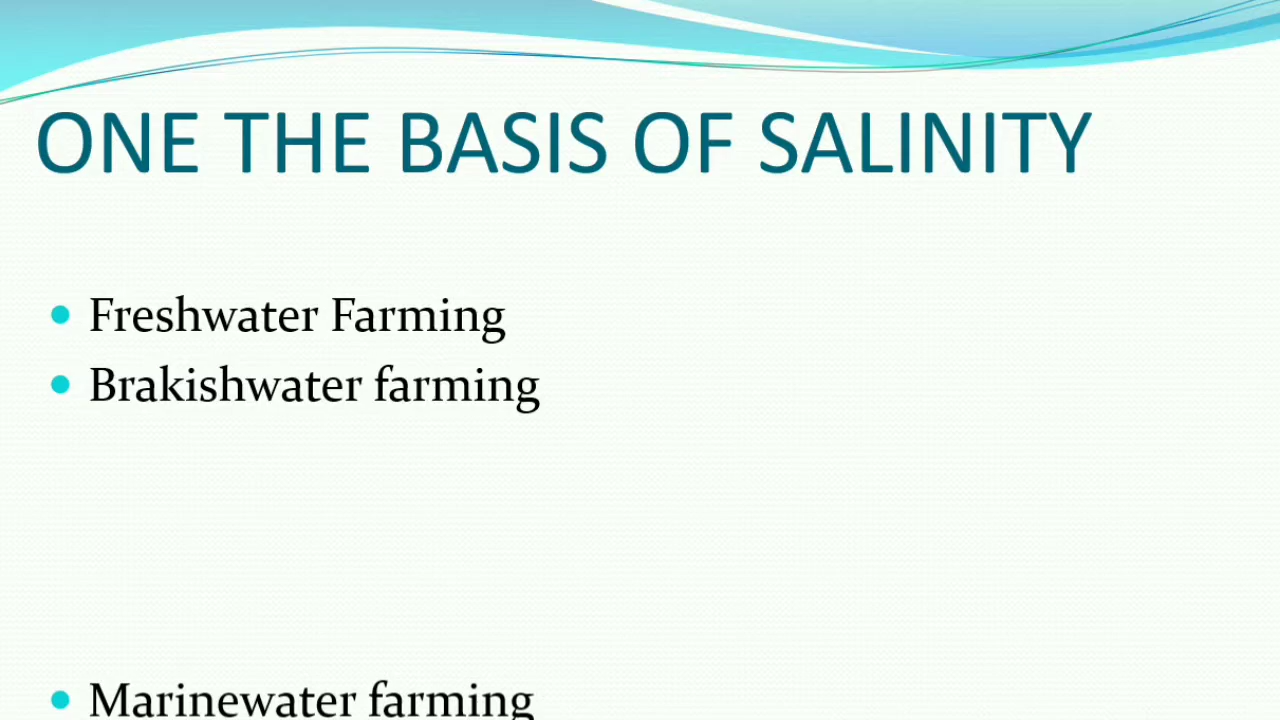 ONE THE BASIS OF SALINITY
Freshwater Farming
Brakishwater farming
Marinewater farming